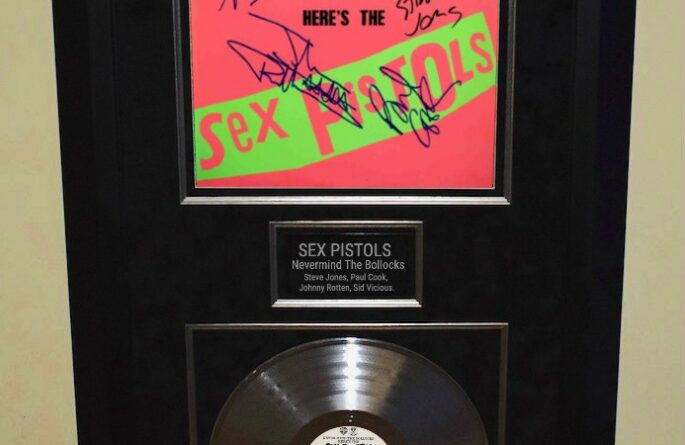 HERE'S THE
Steve
Jones
Sex PISTOLS
SEX PISTOLS
Nevermind The Bollocks
Steve Jones, Paul Cook,
Johnny Rotten, Sid Vicious.